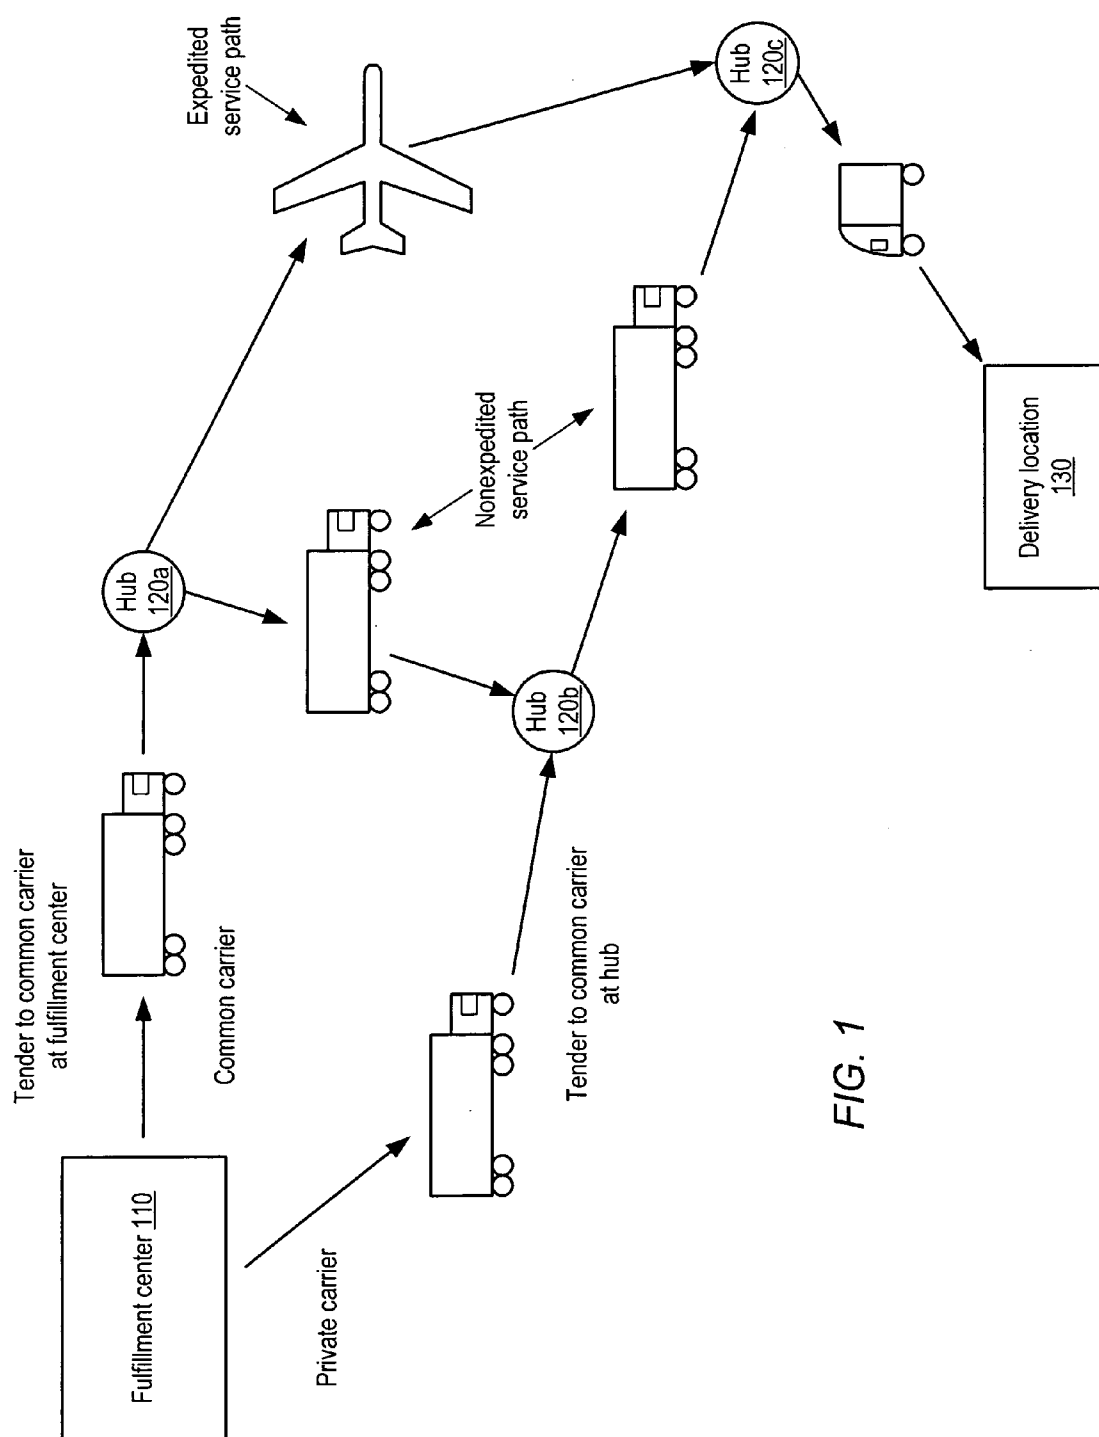 Tender to common carrier
at fulfillment center
Fulfillment center 110
Common carrier
Hub
120a
Expedited
service path
Private carrier
Nonexpedited
service path
Tender to common carrier
at hub
Hub
120b
Hub
120c
Delivery location
130
FIG. 1